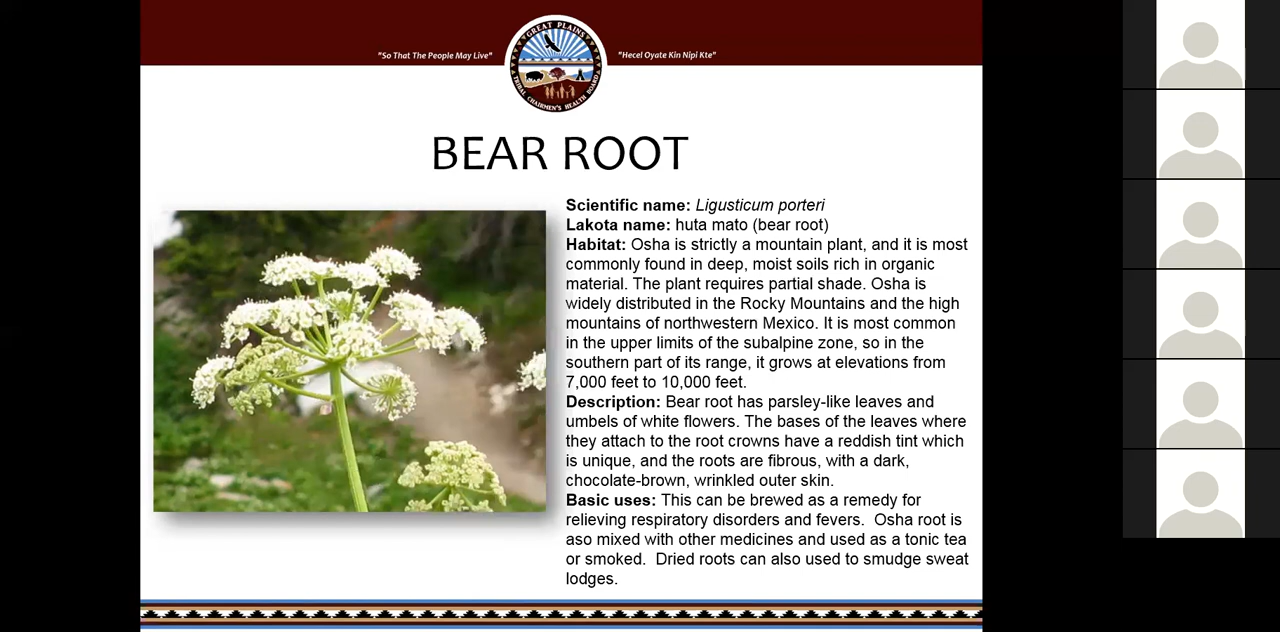 "So That The People May Live"
GREAT PLAINS
TRIBAL CHAIRMEN'S HEALTH BOARD
"Hecel Oyate Kin Nipi Kte"
BEAR ROOT
Scientific name: Ligusticum porteri
Lakota name: huta mato (bear root)
Habitat: Osha is strictly a mountain plant, and it is most
commonly found in deep, moist soils rich in organic
material. The plant requires partial shade. Osha is
widely distributed in the Rocky Mountains and the high
mountains of northwestern Mexico. It is most common
in the upper limits of the subalpine zone, so in the
southern part of its range, it grows at elevations from
7,000 feet to 10,000 feet.
Description: Bear root has parsley-like leaves and
umbels of white flowers. The bases of the leaves where
they attach to the root crowns have a reddish tint which
is unique, and the roots are fibrous, with a dark,
chocolate-brown, wrinkled outer skin.
Basic uses: This can be brewed as a remedy for
relieving respiratory disorders and fevers.  Osha root is
aso mixed with other medicines and used as a tonic tea
or smoked.  Dried roots can also used to smudge sweat
lodges.